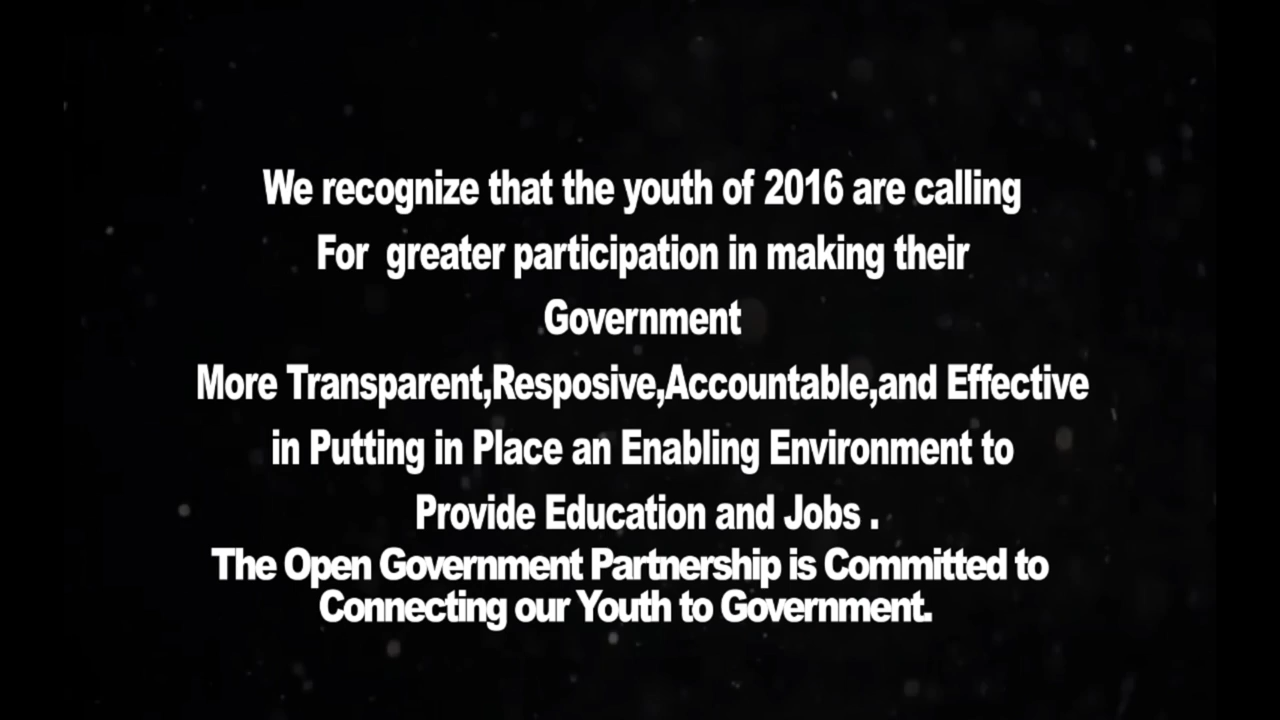 We recognize that the youth of 2016 are calling
For greater participation in making their
Government
More Transparent,Resposive,Accountable,and Effective
in Putting in Place an Enabling Environment to
Provide Education and Jobs .
The Open Government Partnership is Committed to
Connecting our Youth to Government.